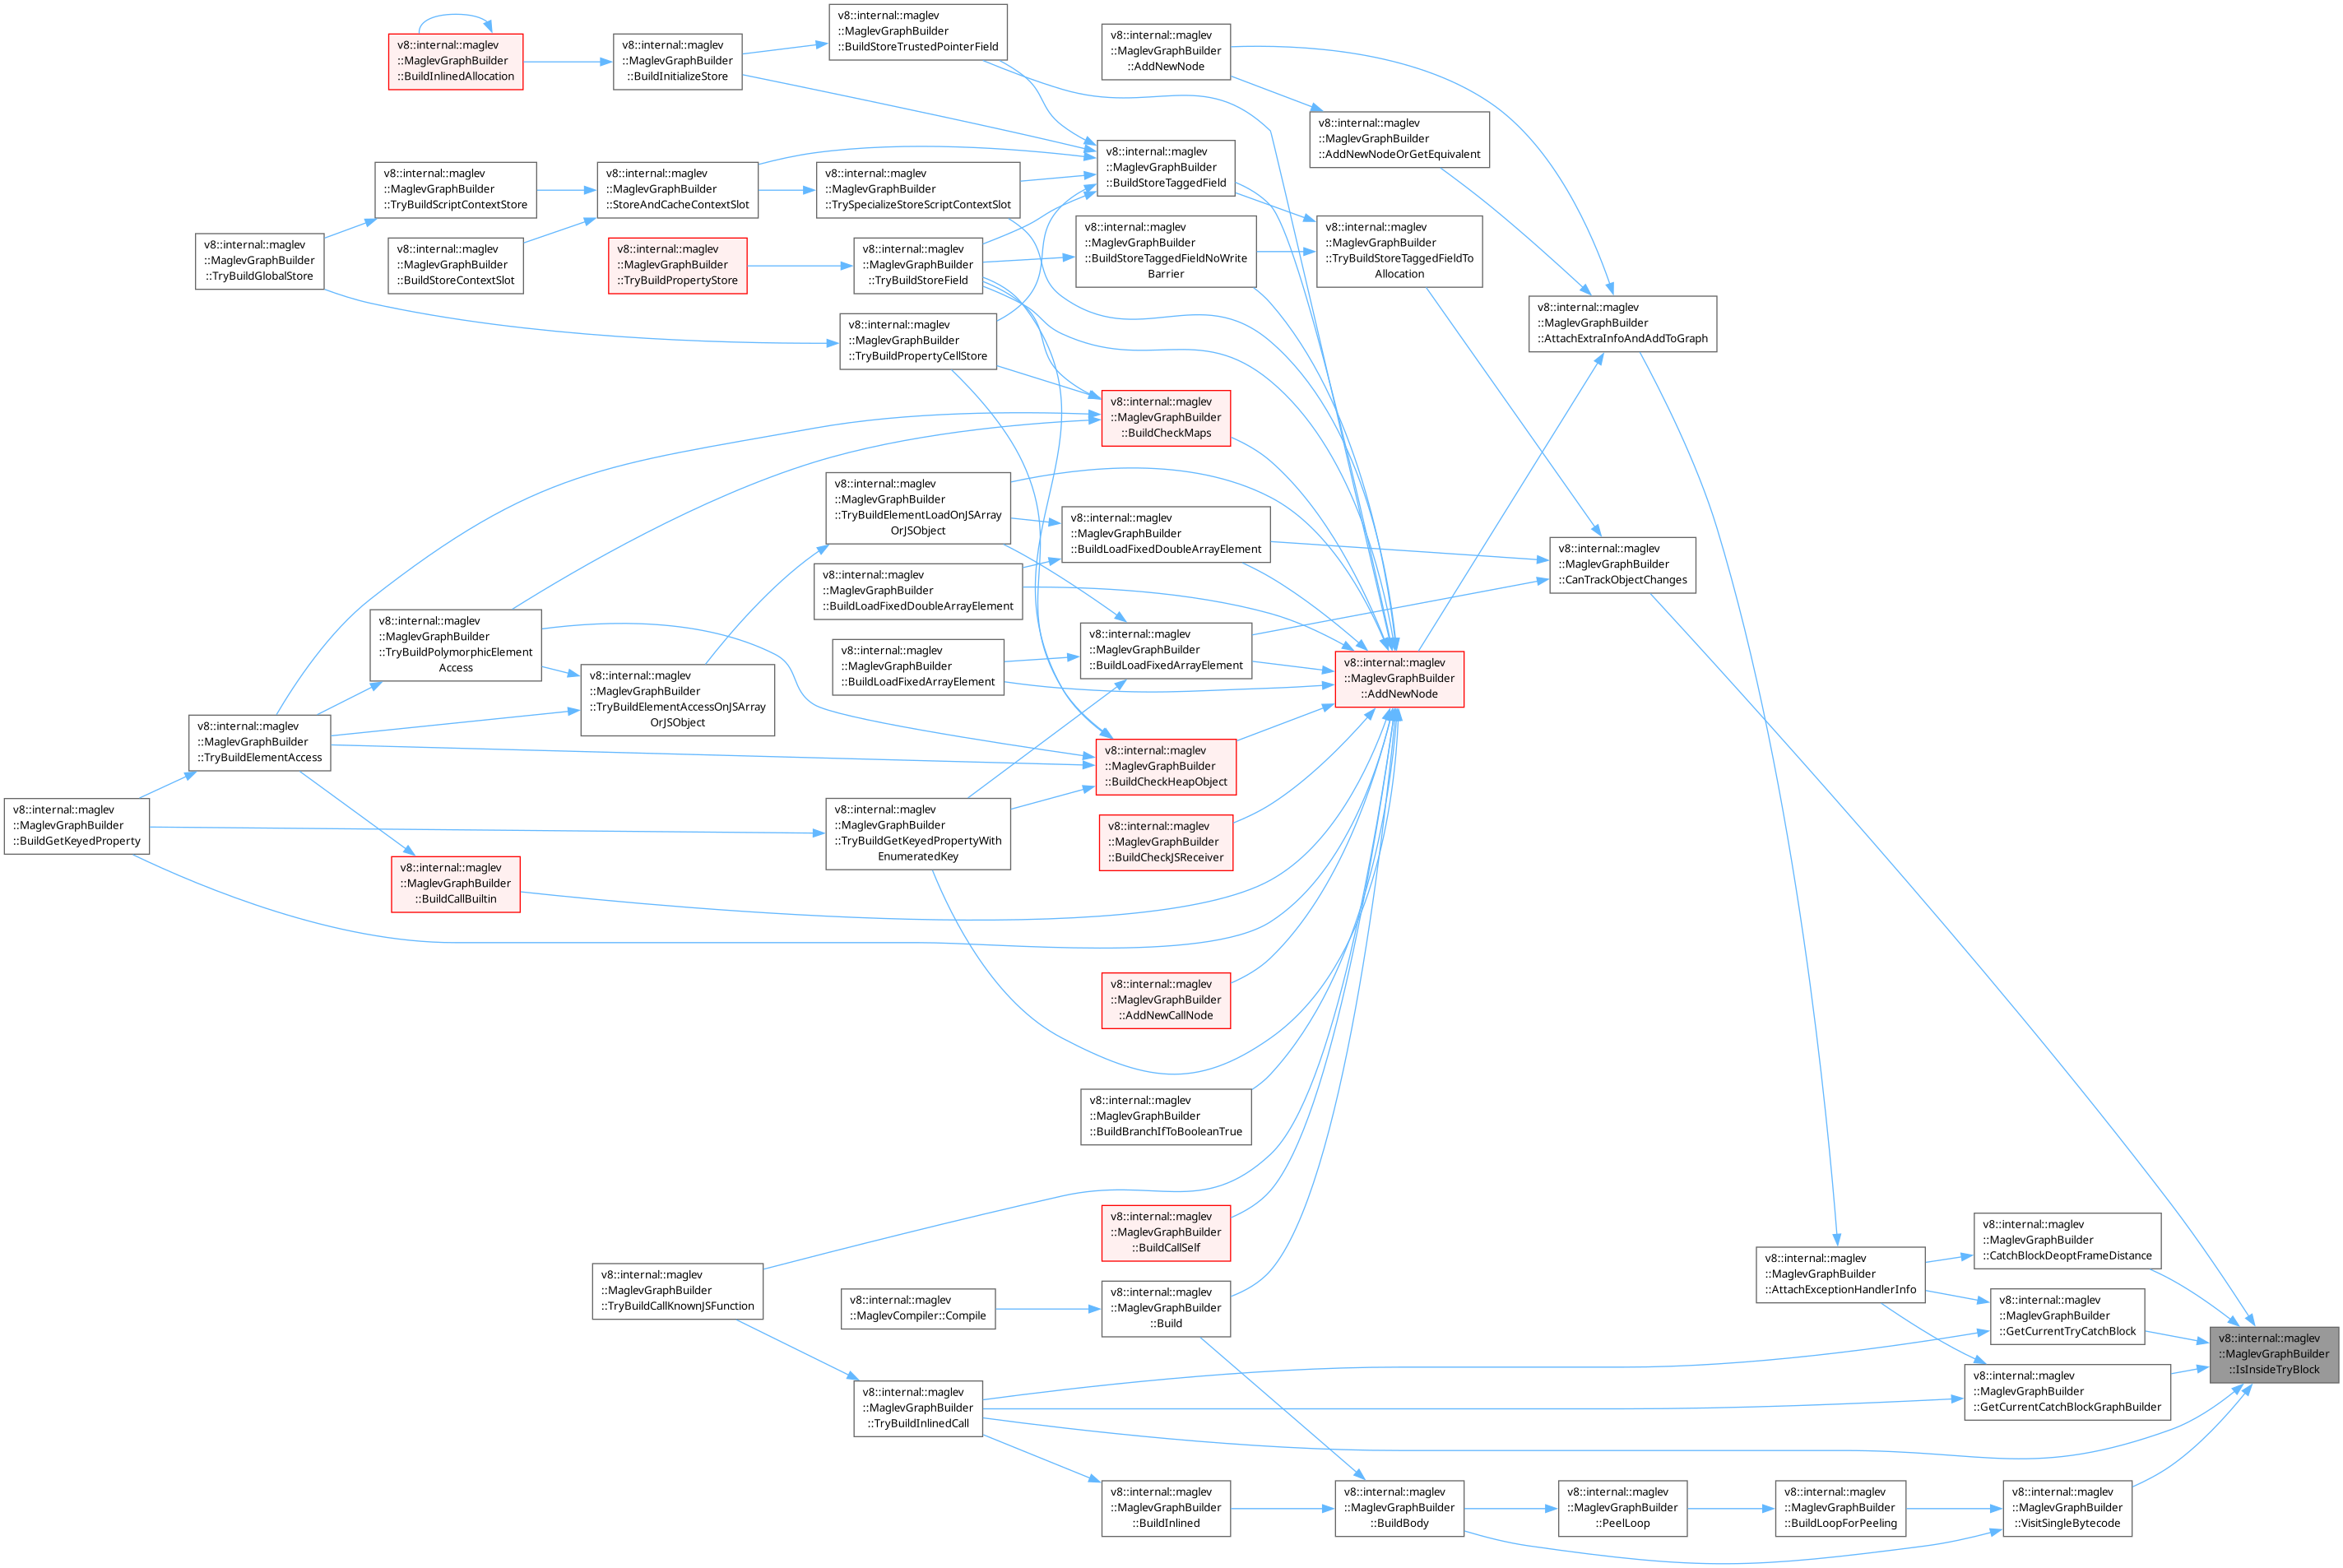 v8::internal::maglev
::MaglevGraphBuilder
::BuildStoreTrustedPointerField
v8::internal::maglev
::MaglevGraphBuilder
::BuildInlinedAllocation
v8::internal::maglev
::MaglevGraphBuilder
::BuildInitializeStore
v8::internal::maglev
::MaglevGraphBuilder
::AddNewNode
v8::internal::maglev
::MaglevGraphBuilder
::AddNewNodeOrGetEquivalent
v8::internal::maglev
::MaglevGraphBuilder
::BuildStoreTaggedField
v8::internal::maglev
::MaglevGraphBuilder
::TryBuildScriptContextStore
v8::internal::maglev
::MaglevGraphBuilder
::StoreAndCacheContextSlot
v8::internal::maglev
::MaglevGraphBuilder
::TrySpecializeStoreScriptContextSlot
v8::internal::maglev
::MaglevGraphBuilder
::BuildStoreTaggedFieldNoWrite
Barrier
v8::internal::maglev
::MaglevGraphBuilder
::TryBuildStoreTaggedFieldTo
Allocation
v8::internal::maglev
::MaglevGraphBuilder
::TryBuildGlobalStore
v8::internal::maglev
::MaglevGraphBuilder
::BuildStoreContextSlot
v8::internal::maglev
::MaglevGraphBuilder
::TryBuildPropertyStore
v8::internal::maglev
::MaglevGraphBuilder
::TryBuildStoreField
v8::internal::maglev
::MaglevGraphBuilder
::AttachExtraInfoAndAddToGraph
v8::internal::maglev
::MaglevGraphBuilder
::TryBuildPropertyCellStore
v8::internal::maglev
::MaglevGraphBuilder
::BuildCheckMaps
v8::internal::maglev
::MaglevGraphBuilder
::TryBuildElementLoadOnJSArray
OrJSObject
v8::internal::maglev
::MaglevGraphBuilder
::BuildLoadFixedDoubleArrayElement
v8::internal::maglev
::MaglevGraphBuilder
::CanTrackObjectChanges
v8::internal::maglev
::MaglevGraphBuilder
::BuildLoadFixedDoubleArrayElement
v8::internal::maglev
::MaglevGraphBuilder
::TryBuildPolymorphicElement
Access
v8::internal::maglev
::MaglevGraphBuilder
::BuildLoadFixedArrayElement
v8::internal::maglev
::MaglevGraphBuilder
::BuildLoadFixedArrayElement
v8::internal::maglev
::MaglevGraphBuilder
::AddNewNode
v8::internal::maglev
::MaglevGraphBuilder
::TryBuildElementAccessOnJSArray
OrJSObject
v8::internal::maglev
::MaglevGraphBuilder
::TryBuildElementAccess
v8::internal::maglev
::MaglevGraphBuilder
::BuildCheckHeapObject
v8::internal::maglev
::MaglevGraphBuilder
::BuildGetKeyedProperty
v8::internal::maglev
::MaglevGraphBuilder
::TryBuildGetKeyedPropertyWith
EnumeratedKey
v8::internal::maglev
::MaglevGraphBuilder
::BuildCheckJSReceiver
v8::internal::maglev
::MaglevGraphBuilder
::BuildCallBuiltin
v8::internal::maglev
::MaglevGraphBuilder
::AddNewCallNode
v8::internal::maglev
::MaglevGraphBuilder
::BuildBranchIfToBooleanTrue
v8::internal::maglev
::MaglevGraphBuilder
::BuildCallSelf
v8::internal::maglev
::MaglevGraphBuilder
::CatchBlockDeoptFrameDistance
v8::internal::maglev
::MaglevGraphBuilder
::AttachExceptionHandlerInfo
v8::internal::maglev
::MaglevGraphBuilder
::TryBuildCallKnownJSFunction
v8::internal::maglev
::MaglevCompiler::Compile
v8::internal::maglev
::MaglevGraphBuilder
::Build
v8::internal::maglev
::MaglevGraphBuilder
::GetCurrentTryCatchBlock
v8::internal::maglev
::MaglevGraphBuilder
::IsInsideTryBlock
v8::internal::maglev
::MaglevGraphBuilder
::GetCurrentCatchBlockGraphBuilder
v8::internal::maglev
::MaglevGraphBuilder
::TryBuildInlinedCall
v8::internal::maglev
::MaglevGraphBuilder
::BuildInlined
v8::internal::maglev
::MaglevGraphBuilder
::BuildBody
v8::internal::maglev
::MaglevGraphBuilder
::PeelLoop
v8::internal::maglev
::MaglevGraphBuilder
::BuildLoopForPeeling
v8::internal::maglev
::MaglevGraphBuilder
::VisitSingleBytecode